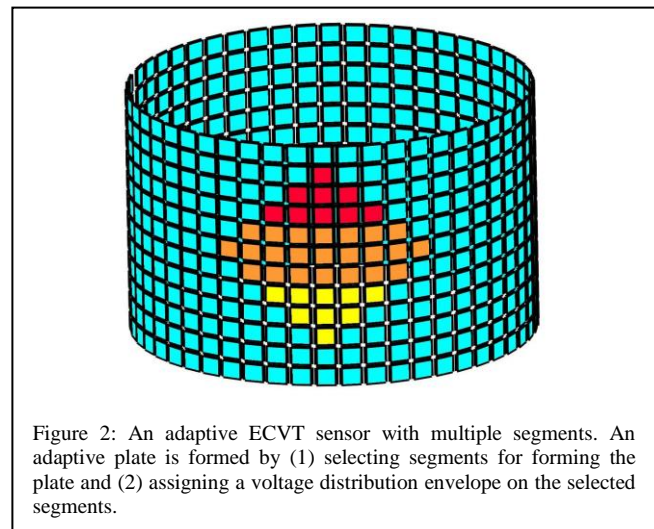 Figure 2: An adaptive ECVT sensor with multiple segments. An
adaptive plate is formed by (1) selecting segments for forming the
plate and (2) assigning a voltage distribution envelope on the selected
segments.